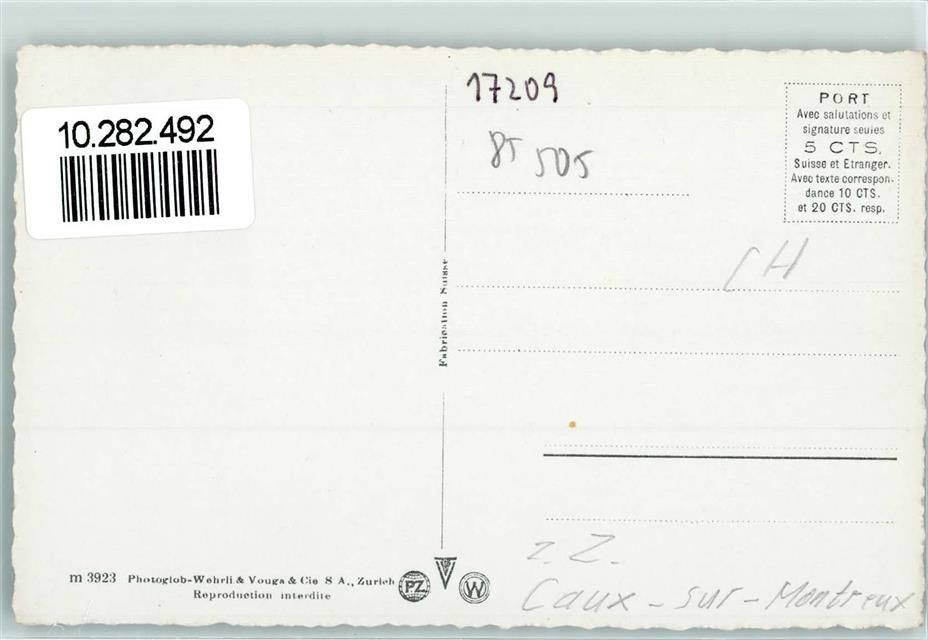 10.282.492
17209
85 505
PORT
Avec salutations et
signature seules
5 CTS.
Suisse et Etranger.
Avec texte correspon-
dance 10 CTS.
et 20 CTS. resp.
CH
Fabrication Suisse
z. Z.
Caux - sur - Montreux
m 3923 Photoglob-Wehrli & Vouga & Cie S A., Zurich
Reproduction interdite
PZ
V
W